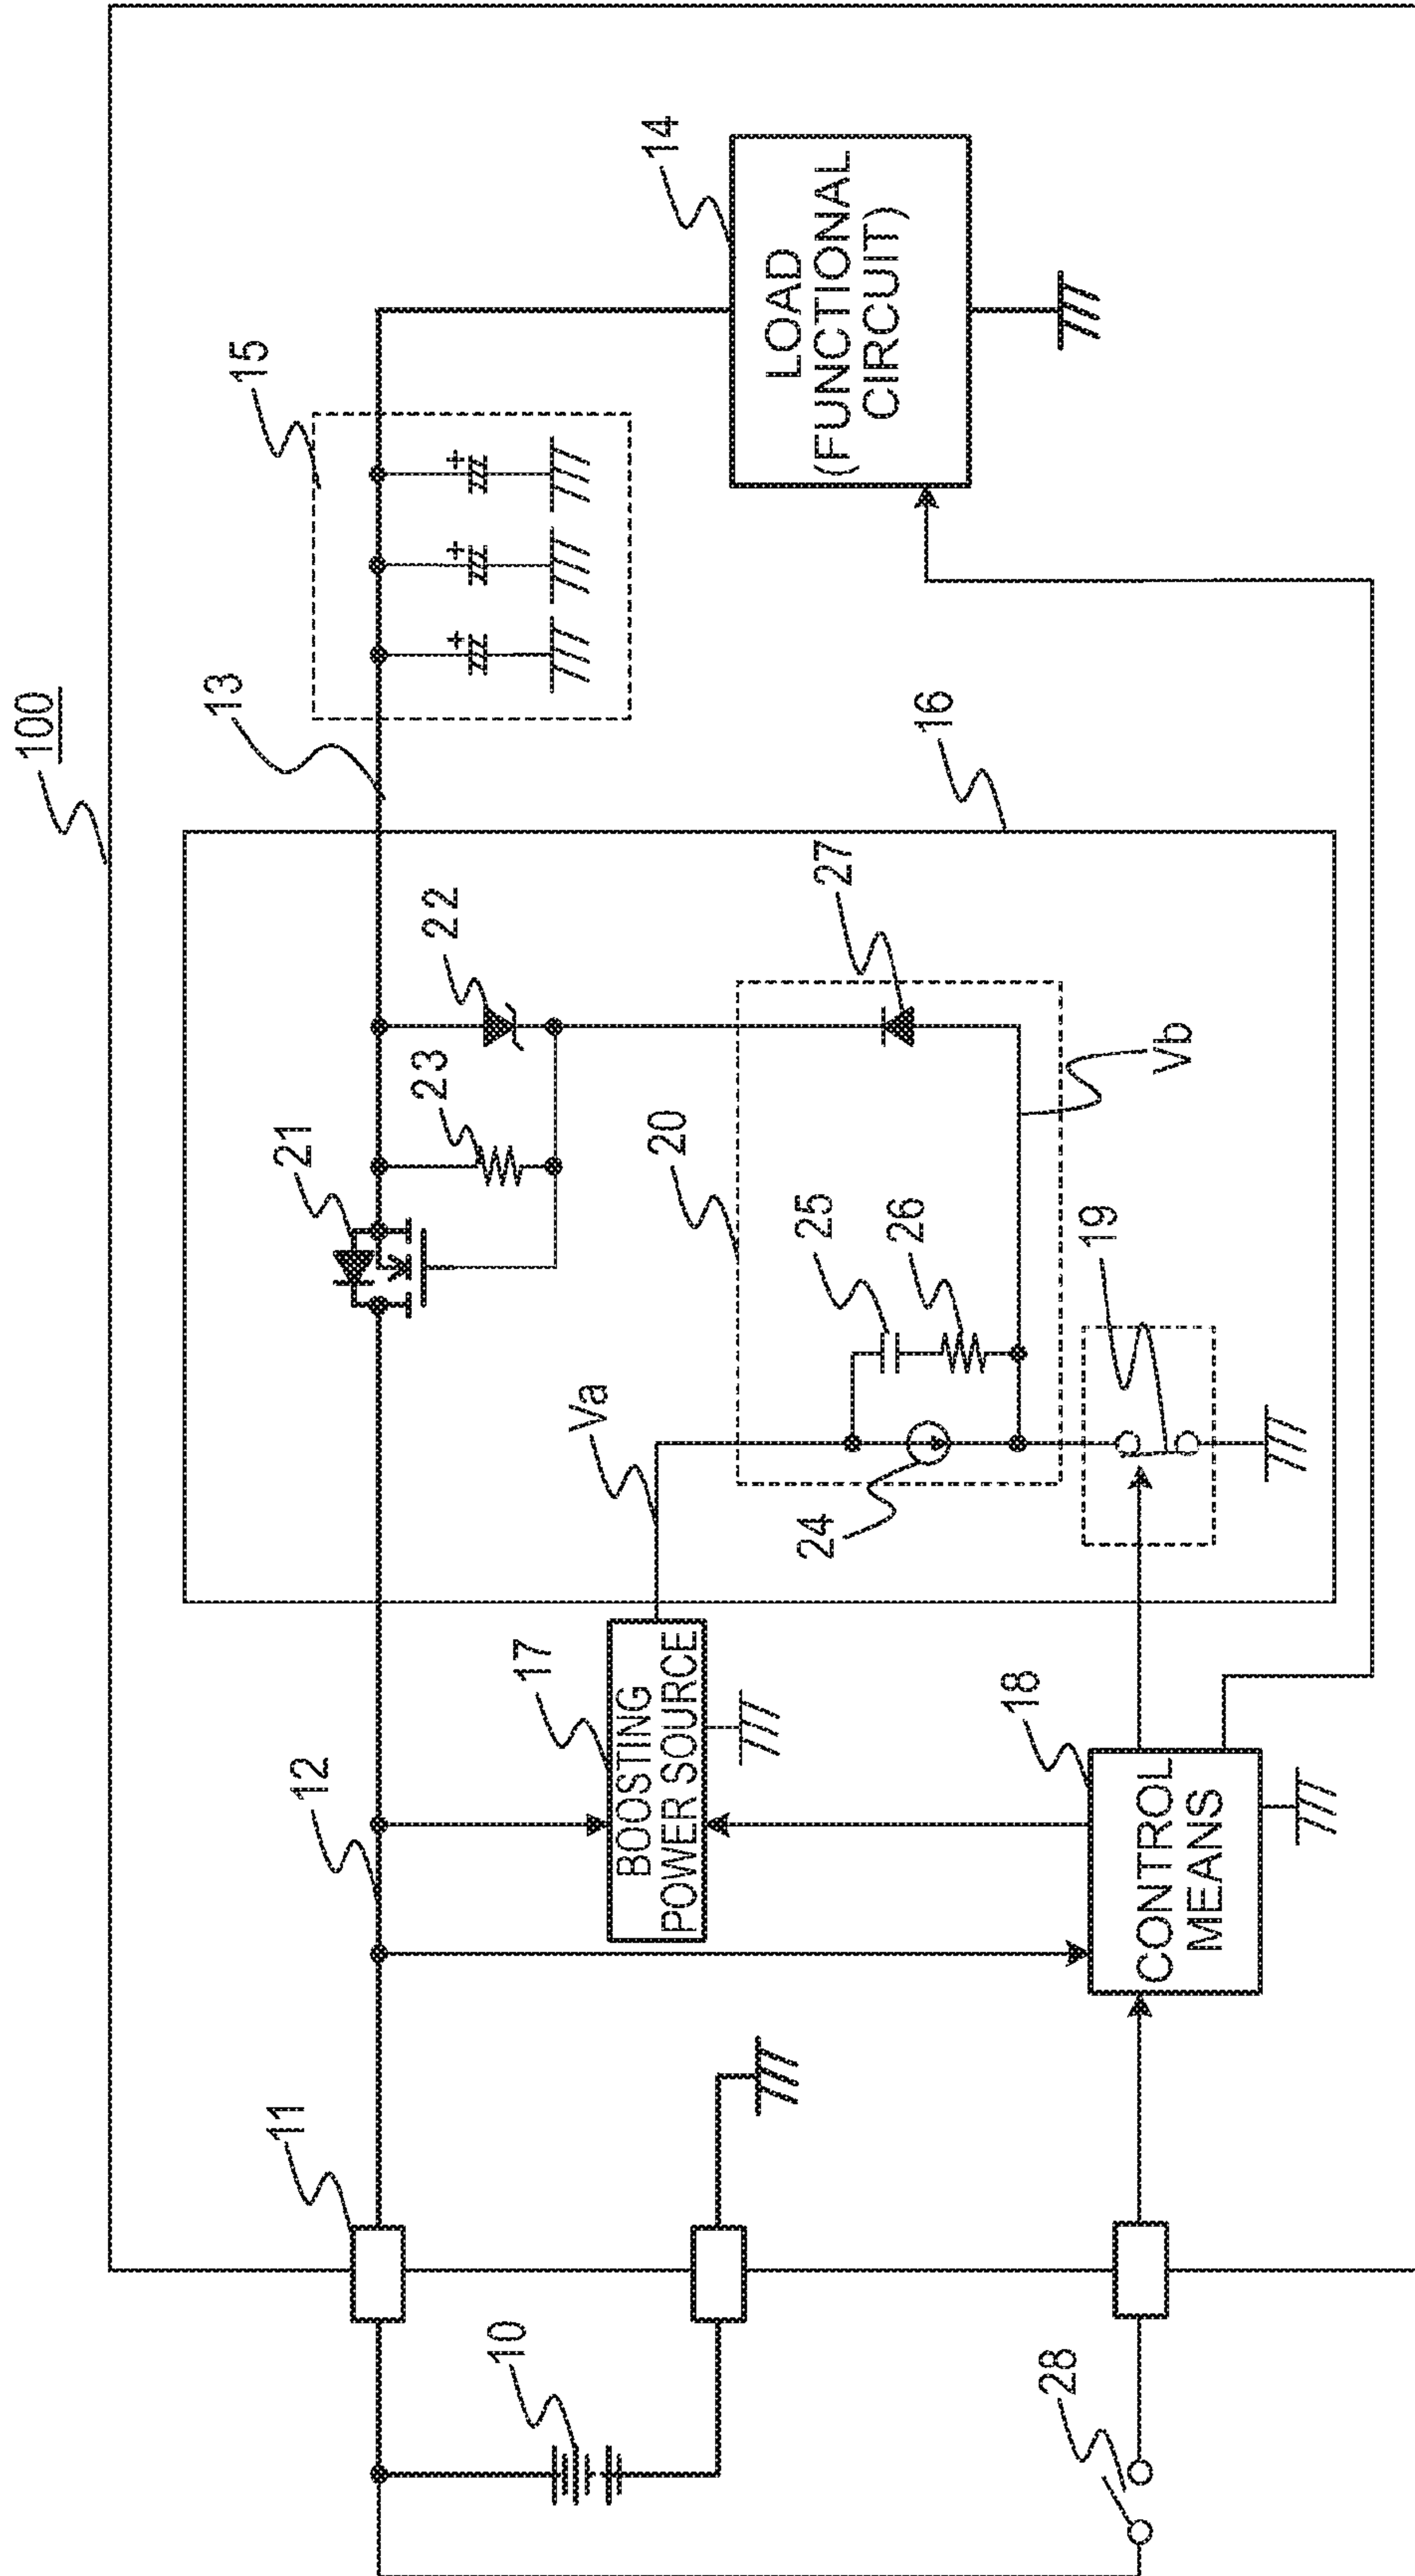 100
11
12
13
15
14
LOAD
(FUNCTIONAL
CIRCUIT)
21
23
22
10
17
BOOSTING
POWER SOURCE
Va
20
25
26
27
24
Vb
16
28
18
CONTROL
MEANS
19
+
+
+